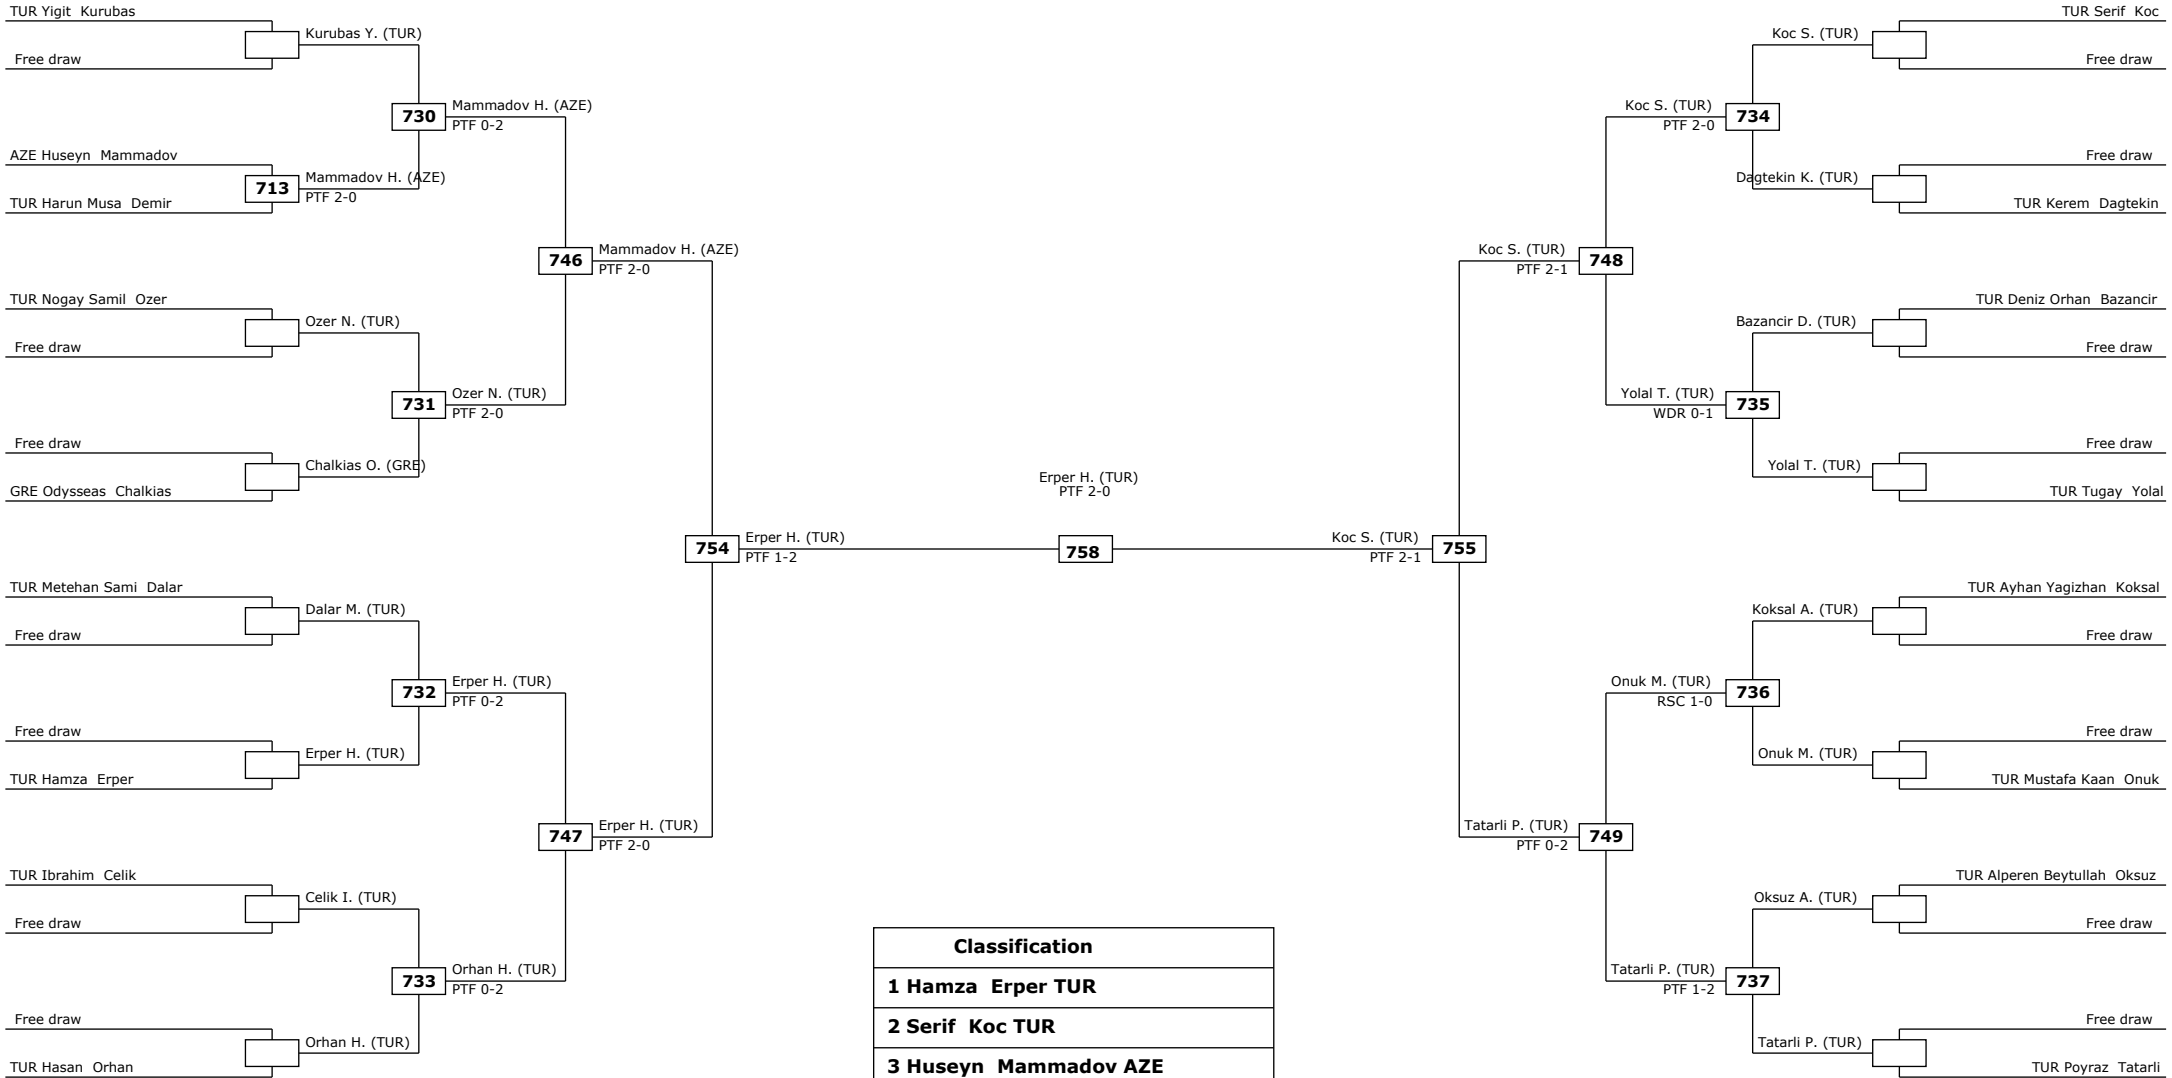 TUR Yigit  Kurubas
Kurubas Y. (TUR)
Free draw
730
Mammadov H. (AZE)
PTF 0-2
AZE Huseyn  Mammadov
713
Mammadov H. (AZE)
PTF 2-0
TUR Harun Musa  Demir
746
Mammadov H. (AZE)
PTF 2-0
TUR Nogay Samil  Ozer
Ozer N. (TUR)
Free draw
731
Ozer N. (TUR)
PTF 2-0
Free draw
Chalkias O. (GRE)
GRE Odysseas  Chalkias
754
Erper H. (TUR)
PTF 1-2
TUR Metehan Sami  Dalar
Dalar M. (TUR)
Free draw
732
Erper H. (TUR)
PTF 0-2
Free draw
Erper H. (TUR)
TUR Hamza  Erper
747
Erper H. (TUR)
PTF 2-0
TUR Ibrahim  Celik
Celik I. (TUR)
Free draw
733
Orhan H. (TUR)
PTF 0-2
Free draw
Orhan H. (TUR)
TUR Hasan  Orhan
Erper H. (TUR)
PTF 2-0
758
Classification
1 Hamza  Erper TUR
2 Serif  Koc TUR
3 Huseyn  Mammadov AZE
TUR Serif  Koc
Koc S. (TUR)
Free draw
Koc S. (TUR)
PTF 2-0
734
Free draw
Dagtekin K. (TUR)
TUR Kerem  Dagtekin
Koc S. (TUR)
PTF 2-1
748
TUR Deniz Orhan  Bazancir
Bazancir D. (TUR)
Free draw
Yolal T. (TUR)
WDR 0-1
735
Free draw
Yolal T. (TUR)
TUR Tugay  Yolal
Koc S. (TUR)
PTF 2-1
755
TUR Ayhan Yagizhan  Koksal
Koksal A. (TUR)
Free draw
Onuk M. (TUR)
RSC 1-0
736
Free draw
Onuk M. (TUR)
TUR Mustafa Kaan  Onuk
Tatarli P. (TUR)
PTF 0-2
749
TUR Alperen Beytullah  Oksuz
Oksuz A. (TUR)
Free draw
Tatarli P. (TUR)
PTF 1-2
737
Free draw
Tatarli P. (TUR)
TUR Poyraz  Tatarli